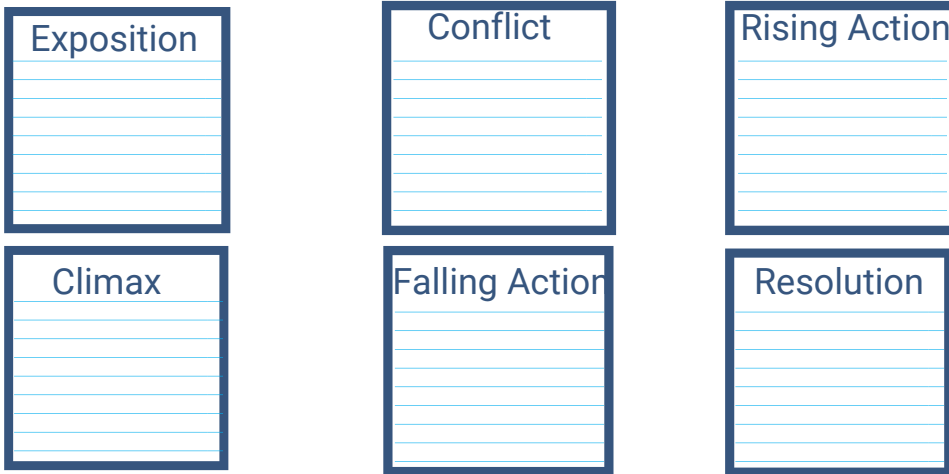 Exposition
Conflict
Rising Action
Climax
Falling Action
Resolution